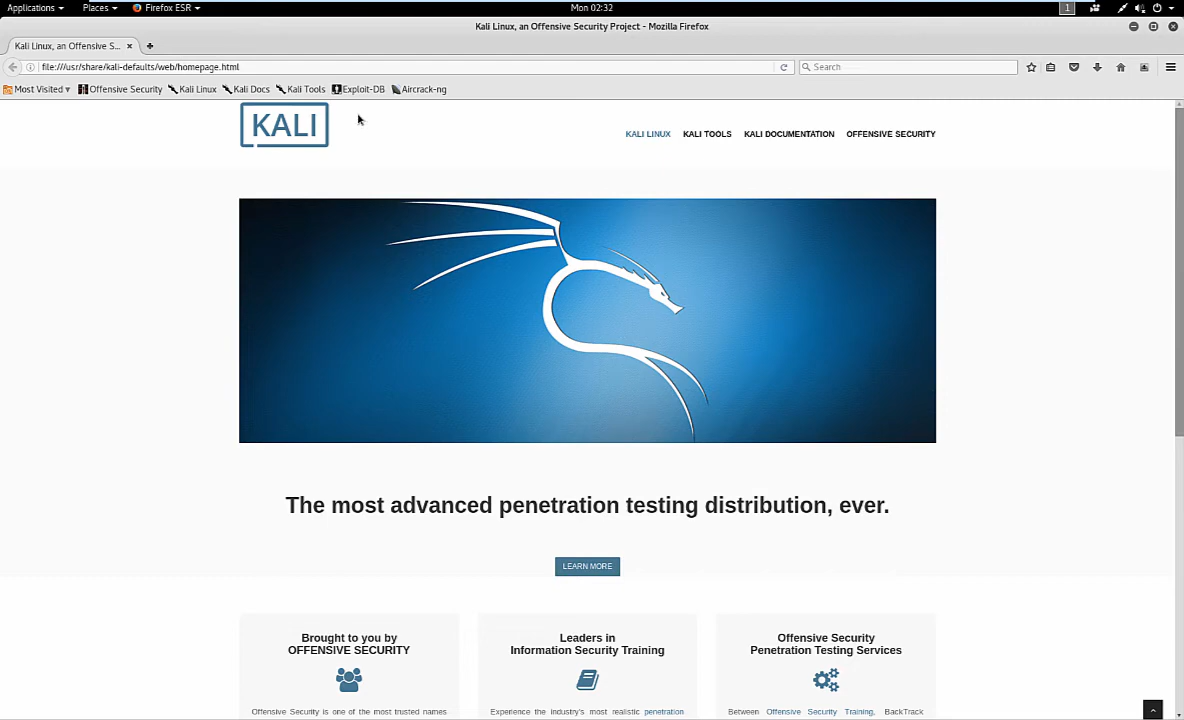 Applications Places Firefox ESR Mon 02:32 1
Kali Linux, an Offensive Security Project - Mozilla Firefox
Kali Linux, an Offensive S...
file:///usr/share/kali-defaults/web/homepage.html Search
Most Visited Offensive Security Kali Linux Kali Docs Kali Tools Exploit-DB Aircrack-ng
KALI
KALI LINUX KALI TOOLS KALI DOCUMENTATION OFFENSIVE SECURITY
The most advanced penetration testing distribution, ever.
LEARN MORE
Brought to you by
OFFENSIVE SECURITY
Offensive Security is one of the most trusted names
Leaders in
Information Security Training
Experience the industry's most realistic penetration
Offensive Security
Penetration Testing Services
Between Offensive Security Training, BackTrack